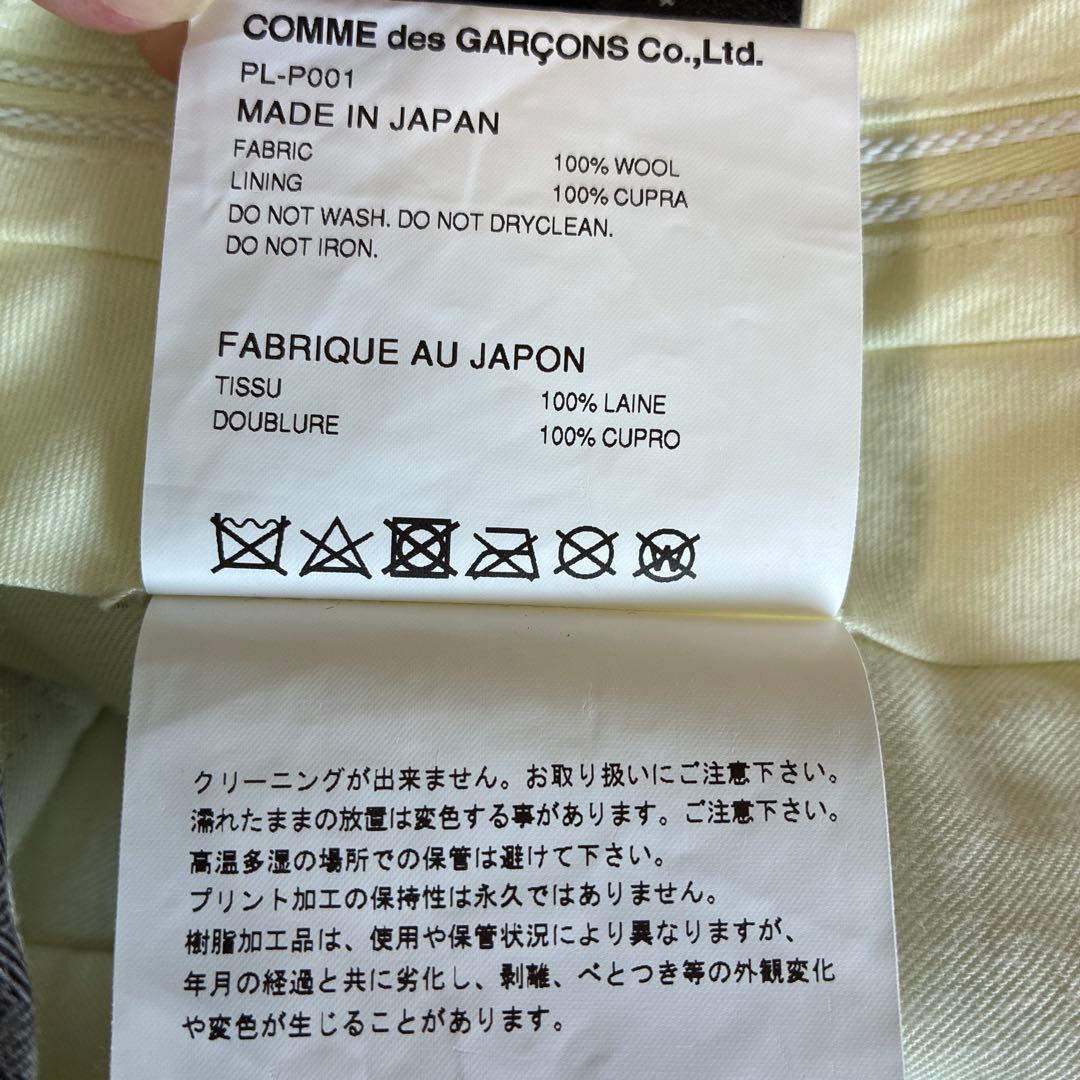 COMME des GARÇONS Co.,Ltd.
PL-P001
MADE IN JAPAN
FABRIC 100% WOOL
LINING 100% CUPRA
DO NOT WASH. DO NOT DRYCLEAN.
DO NOT IRON.
FABRIQUE AU JAPON
TISSU 100% LAINE
DOUBLURE 100% CUPRO
W
クリーニングが出来ません。お取り扱いにご注意下さい。
濡れたままの放置は変色する事があります。ご注意下さい。
高温多湿の場所での保管は避けて下さい。
プリント加工の保持性は永久ではありません。
樹脂加工品は、使用や保管状況により異なりますが、
年月の経過と共に劣化し、剥離、べとつき等の外観変化
や変色が生じることがあります。